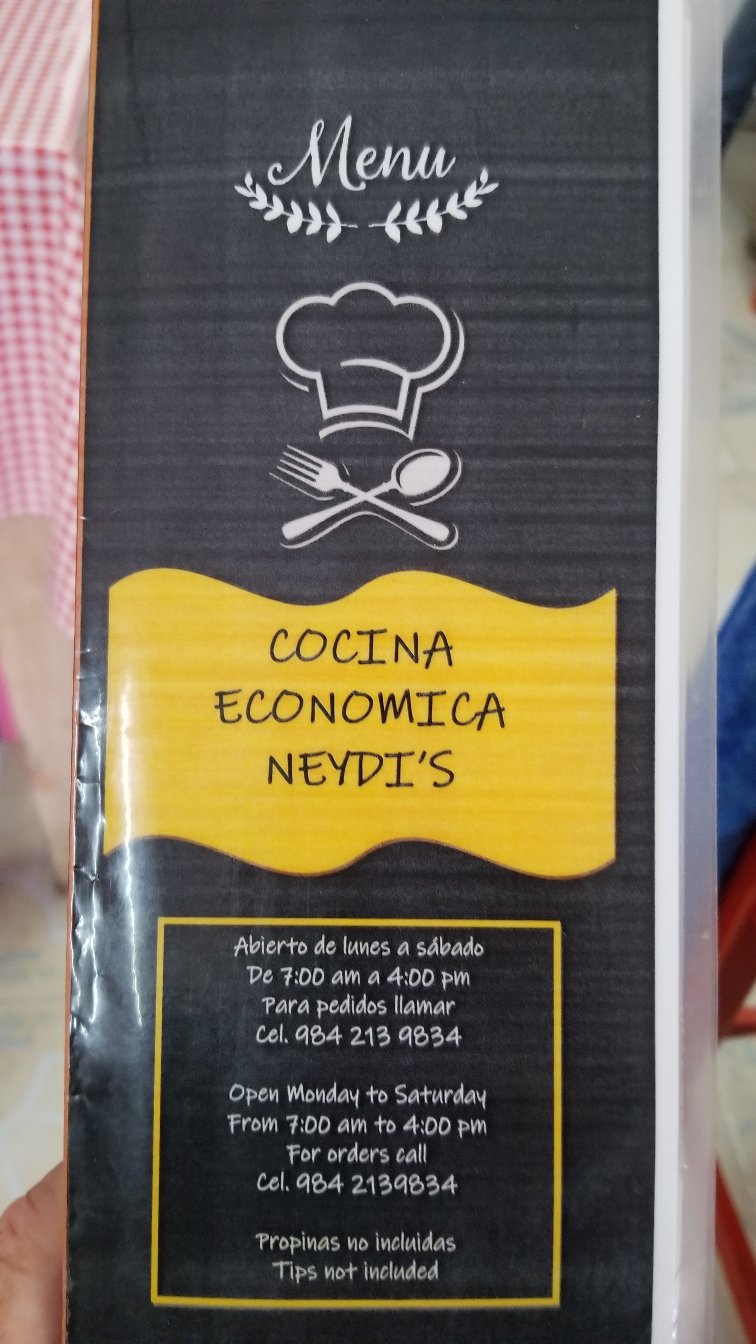 Menu
COCINA
ECONOMICA
NEYDI'S
Abierto de lunes a sábado
De 7:00 am a 4:00 pm
Para pedidos llamar
Cel. 984 213 9834
Open Monday to Saturday
From 7:00 am to 4:00 pm
For orders call
Cel. 984 2139834
Propinas no incluidas
Tips not included